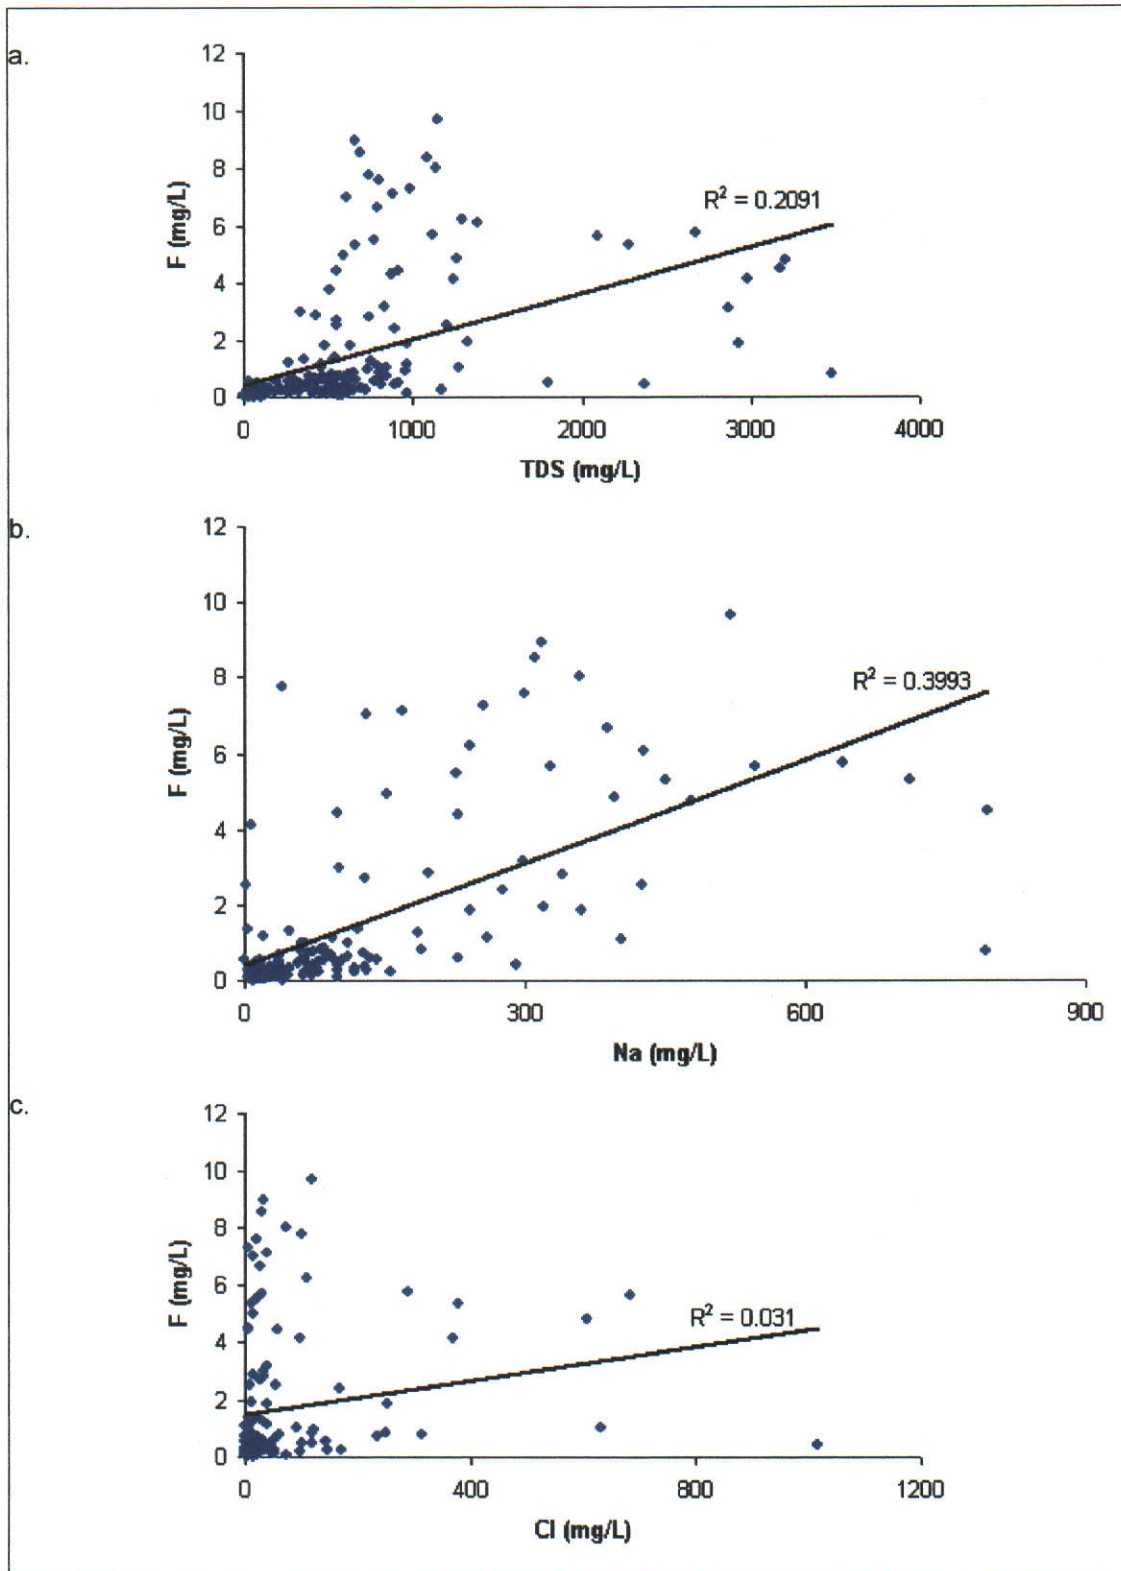 a.
12
10
8
6
4
2
0
F (mg/L)
R² = 0.2091
0 1000 2000 3000 4000
TDS (mg/L)
b.
12
10
8
6
4
2
0
F (mg/L)
R² = 0.3993
0 300 600 900
Na (mg/L)
c.
12
10
8
6
4
2
0
F (mg/L)
R² = 0.031
0 400 800 1200
Cl (mg/L)